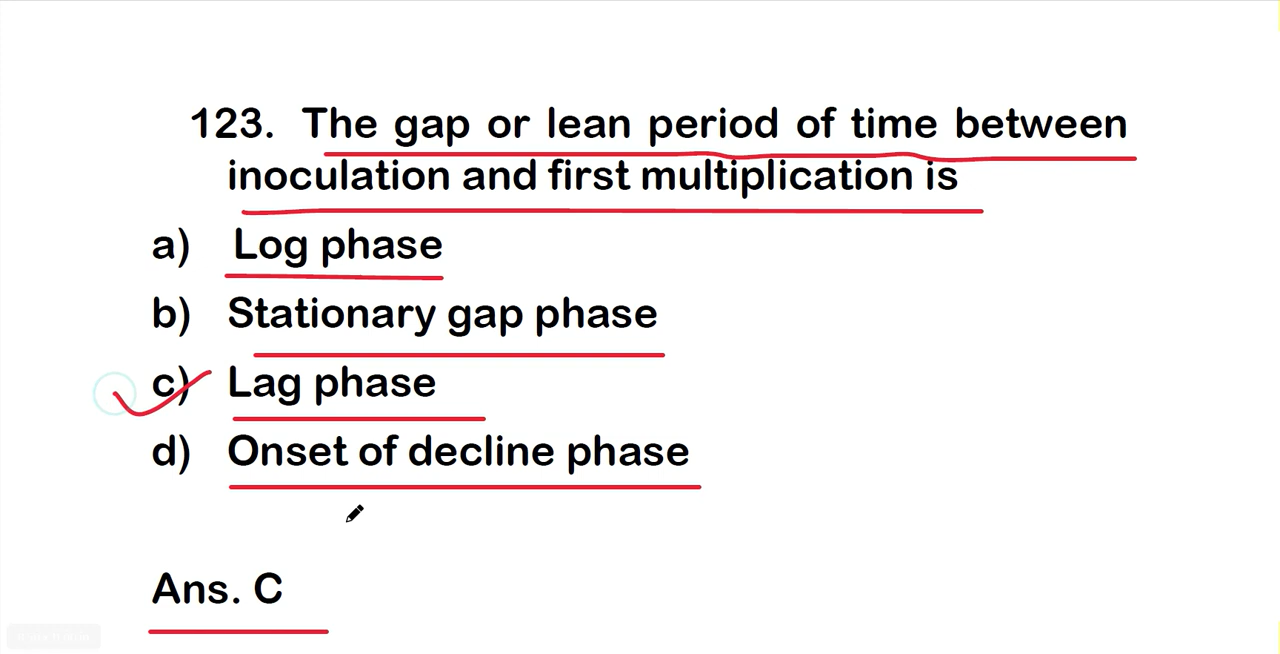 123. The gap or lean period of time between
inoculation and first multiplication is
a) Log phase
b) Stationary gap phase
c) Lag phase
d) Onset of decline phase
Ans. C